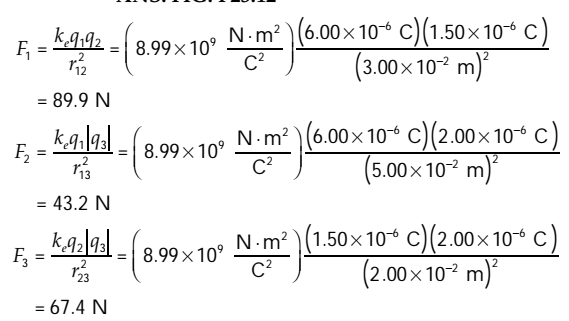 ANS. FIG. P23.12
F₁ = kₑq₁q₂ / r₁₂² = (8.99×10⁹ N·m² / C²) (6.00×10⁻⁶ C)(1.50×10⁻⁶ C) / (3.00×10⁻² m)²
= 89.9 N
F₂ = kₑq₁|q₃| / r₁₃² = (8.99×10⁹ N·m² / C²) (6.00×10⁻⁶ C)(2.00×10⁻⁶ C) / (5.00×10⁻² m)²
= 43.2 N
F₃ = kₑq₂|q₃| / r₂₃² = (8.99×10⁹ N·m² / C²) (1.50×10⁻⁶ C)(2.00×10⁻⁶ C) / (2.00×10⁻² m)²
= 67.4 N